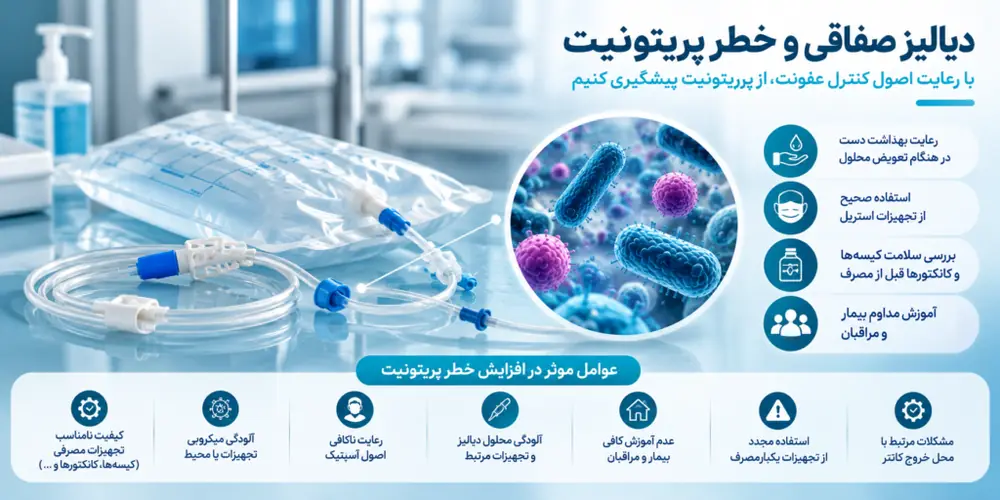 دیالیز صفاقی و خطر پریتونیت
با رعایت اصول کنترل عفونت، از پرریتونیت پیشگیری کنیم
رعایت بهداشت دست
در هنگام تعویض محلول
استفاده صحیح
از تجهیزات استریل
بررسی سلامت کیسه‌ها
و کانکتورها قبل از مصرف
آموزش مداوم بیمار
و مراقبان
عوامل موثر در افزایش خطر پریتونیت
مشکلات مرتبط با
محل خروج کاتتر
استفاده مجدد
از تجهیزات یکبارمصرف
عدم آموزش کافی
بیمار و مراقبان
آلودگی محلول دیالیز
و تجهیزات مرتبط
رعایت ناکافی
اصول آسپتیک
آلودگی میکروبی
تجهیزات یا محیط
کیفیت نامناسب
تجهیزات مصرفی
(کیسه‌ها، کانکتورها و ...)